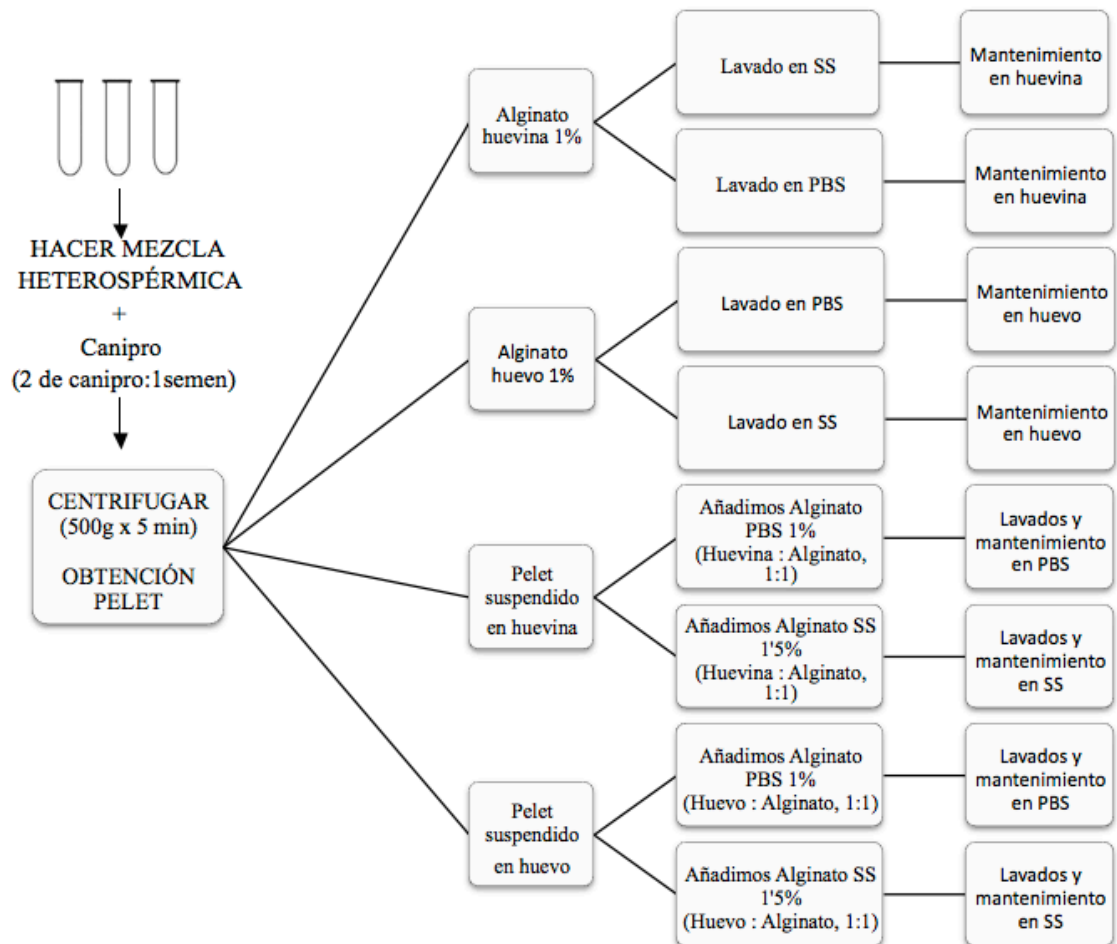 HACER MEZCLA
HETEROSPÉRMICA
+
Canipro
(2 de canipro:1semen)
CENTRIFUGAR
(500g x 5 min)
OBTENCIÓN
PELET
Alginato
huevina 1%
Lavado en SS
Mantenimiento
en huevina
Lavado en PBS
Mantenimiento
en huevina
Alginato
huevo 1%
Lavado en PBS
Mantenimiento
en huevo
Lavado en SS
Mantenimiento
en huevo
Pelet
suspendido
en huevina
Añadimos Alginato
PBS 1%
(Huevina : Alginato,
1:1)
Lavados y
mantenimiento
en PBS
Añadimos Alginato SS
1'5%
(Huevina : Alginato,
1:1)
Lavados y
mantenimiento
en SS
Pelet
suspendido
en huevo
Añadimos Alginato
PBS 1%
(Huevo : Alginato, 1:1)
Lavados y
mantenimiento
en PBS
Añadimos Alginato SS
1'5%
(Huevo : Alginato, 1:1)
Lavados y
mantenimiento
en SS